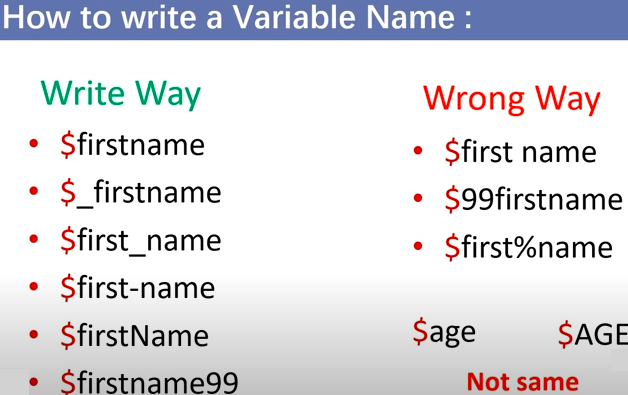 How to write a Variable Name :
Write Way
• $firstname
• $_firstname
• $first_name
• $first-name
• $firstName
• $firstname99
Wrong Way
• $first name
• $99firstname
• $first%name
$age $AGE
Not same